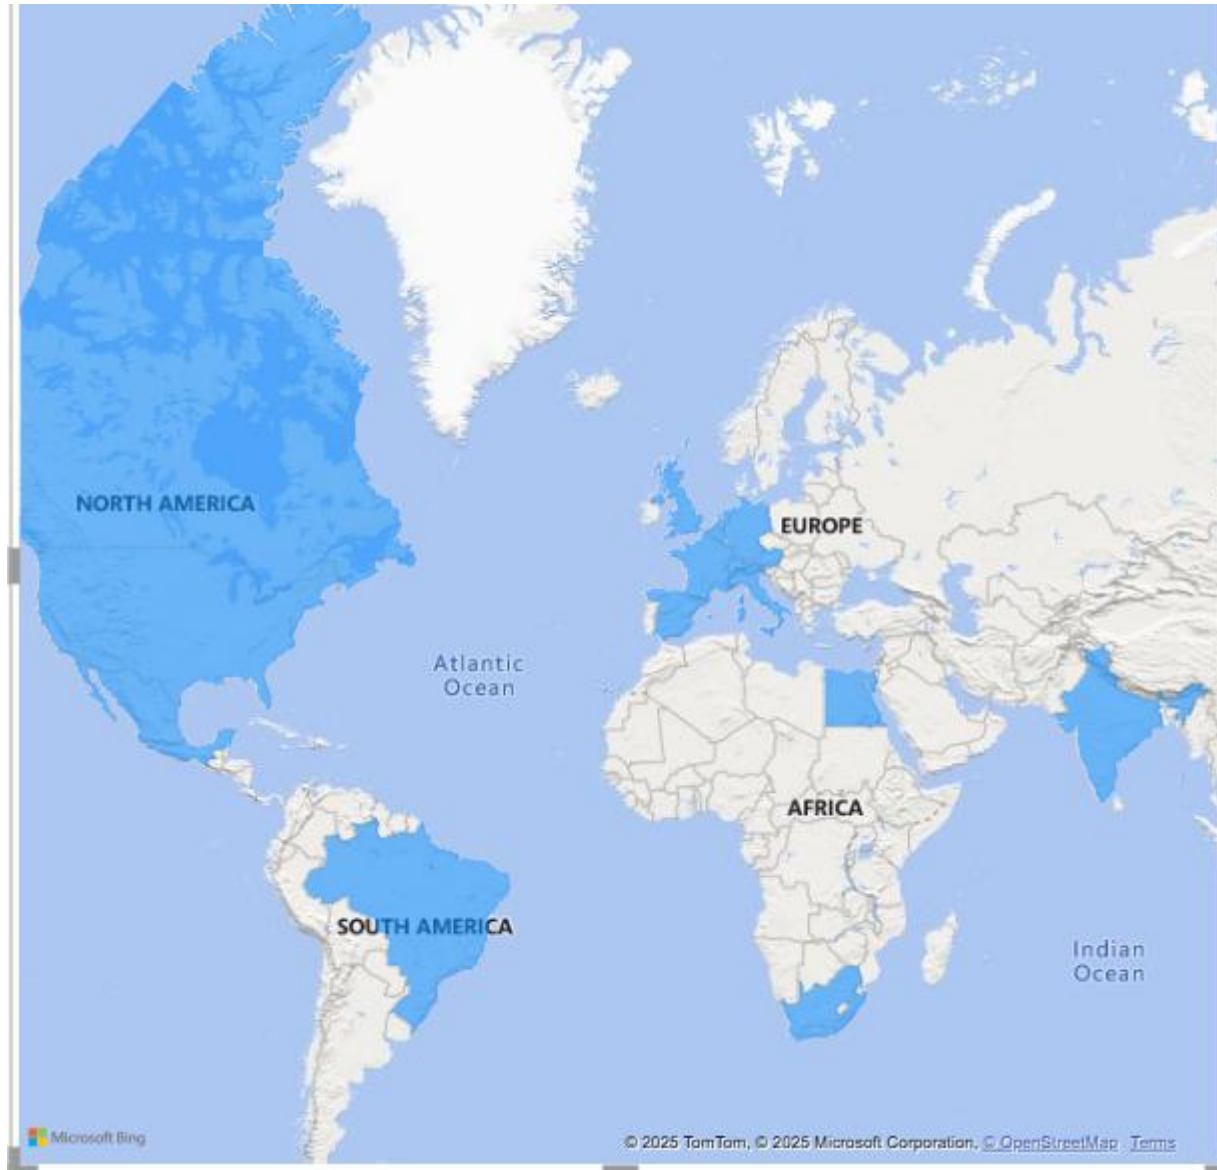 NORTH AMERICA
EUROPE
Atlantic
Ocean
AFRICA
SOUTH AMERICA
Indian
Ocean
Microsoft Bing
© 2025 TomTom, © 2025 Microsoft Corporation, © OpenStreetMap Terms